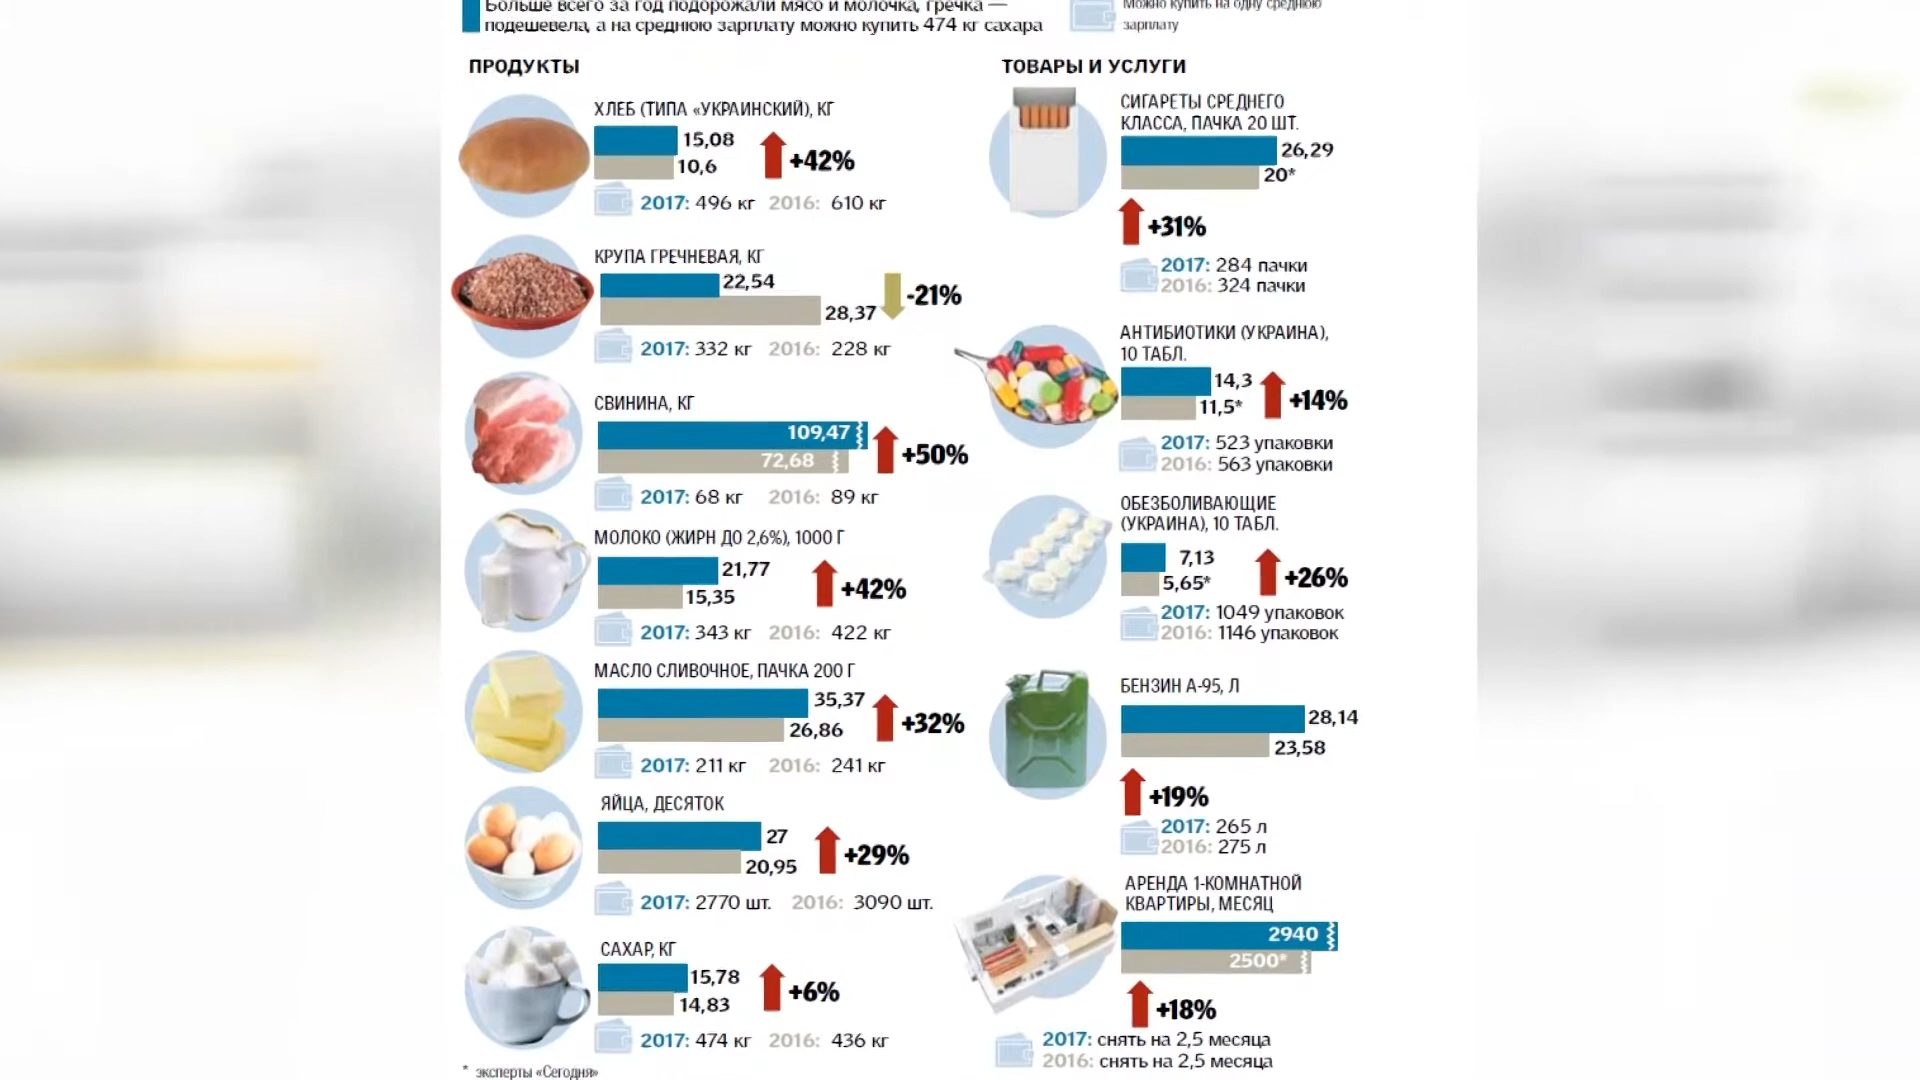 Больше всего за год подорожали мясо и молочка, гречка —
подешевела, а на среднюю зарплату можно купить 474 кг сахара
Можно купить на одну среднюю
зарплату
ПРОДУКТЫ
ХЛЕБ (ТИПА «УКРАИНСКИЙ), КГ
15,08
10,6
+42%
2017: 496 кг 2016: 610 кг
КРУПА ГРЕЧНЕВАЯ, КГ
22,54
28,37
-21%
2017: 332 кг 2016: 228 кг
СВИНИНА, КГ
109,47
72,68
+50%
2017: 68 кг 2016: 89 кг
МОЛОКО (ЖИРН ДО 2,6%), 1000 Г
21,77
15,35
+42%
2017: 343 кг 2016: 422 кг
МАСЛО СЛИВОЧНОЕ, ПАЧКА 200 Г
35,37
26,86
+32%
2017: 211 кг 2016: 241 кг
ЯЙЦА, ДЕСЯТОК
27
20,95
+29%
2017: 2770 шт. 2016: 3090 шт.
САХАР, КГ
15,78
14,83
+6%
2017: 474 кг 2016: 436 кг
* эксперты «Сегодня»
ТОВАРЫ И УСЛУГИ
СИГАРЕТЫ СРЕДНЕГО
КЛАССА, ПАЧКА 20 ШТ.
26,29
20*
+31%
2017: 284 пачки
2016: 324 пачки
АНТИБИОТИКИ (УКРАИНА),
10 ТАБЛ.
14,3
11,5*
+14%
2017: 523 упаковки
2016: 563 упаковки
ОБЕЗБОЛИВАЮЩИЕ
(УКРАИНА), 10 ТАБЛ.
7,13
5,65*
+26%
2017: 1049 упаковок
2016: 1146 упаковок
БЕНЗИН А-95, Л
28,14
23,58
+19%
2017: 265 л
2016: 275 л
АРЕНДА 1-КОМНАТНОЙ
КВАРТИРЫ, МЕСЯЦ
2940
2500*
+18%
2017: снять на 2,5 месяца
2016: снять на 2,5 месяца